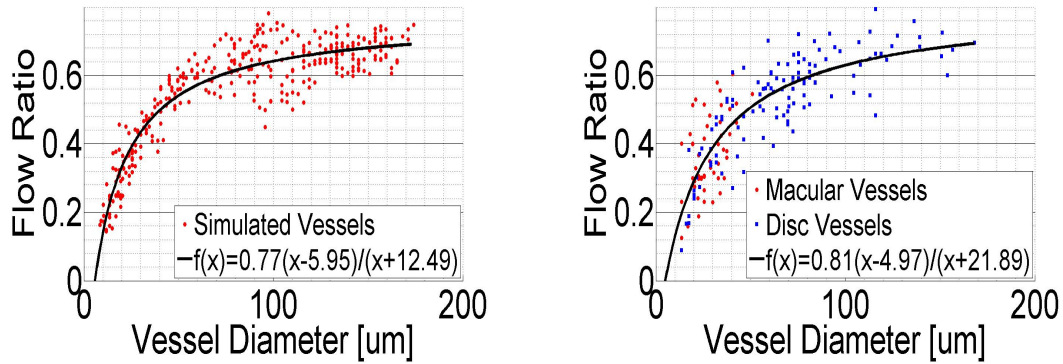 Flow Ratio
0.6
0.4
0.2
0
0
100
200
Vessel Diameter [um]
Simulated Vessels
f(x)=0.77(x-5.95)/(x+12.49)
Flow Ratio
0.6
0.4
0.2
0
0
100
200
Vessel Diameter [um]
Macular Vessels
Disc Vessels
f(x)=0.81(x-4.97)/(x+21.89)